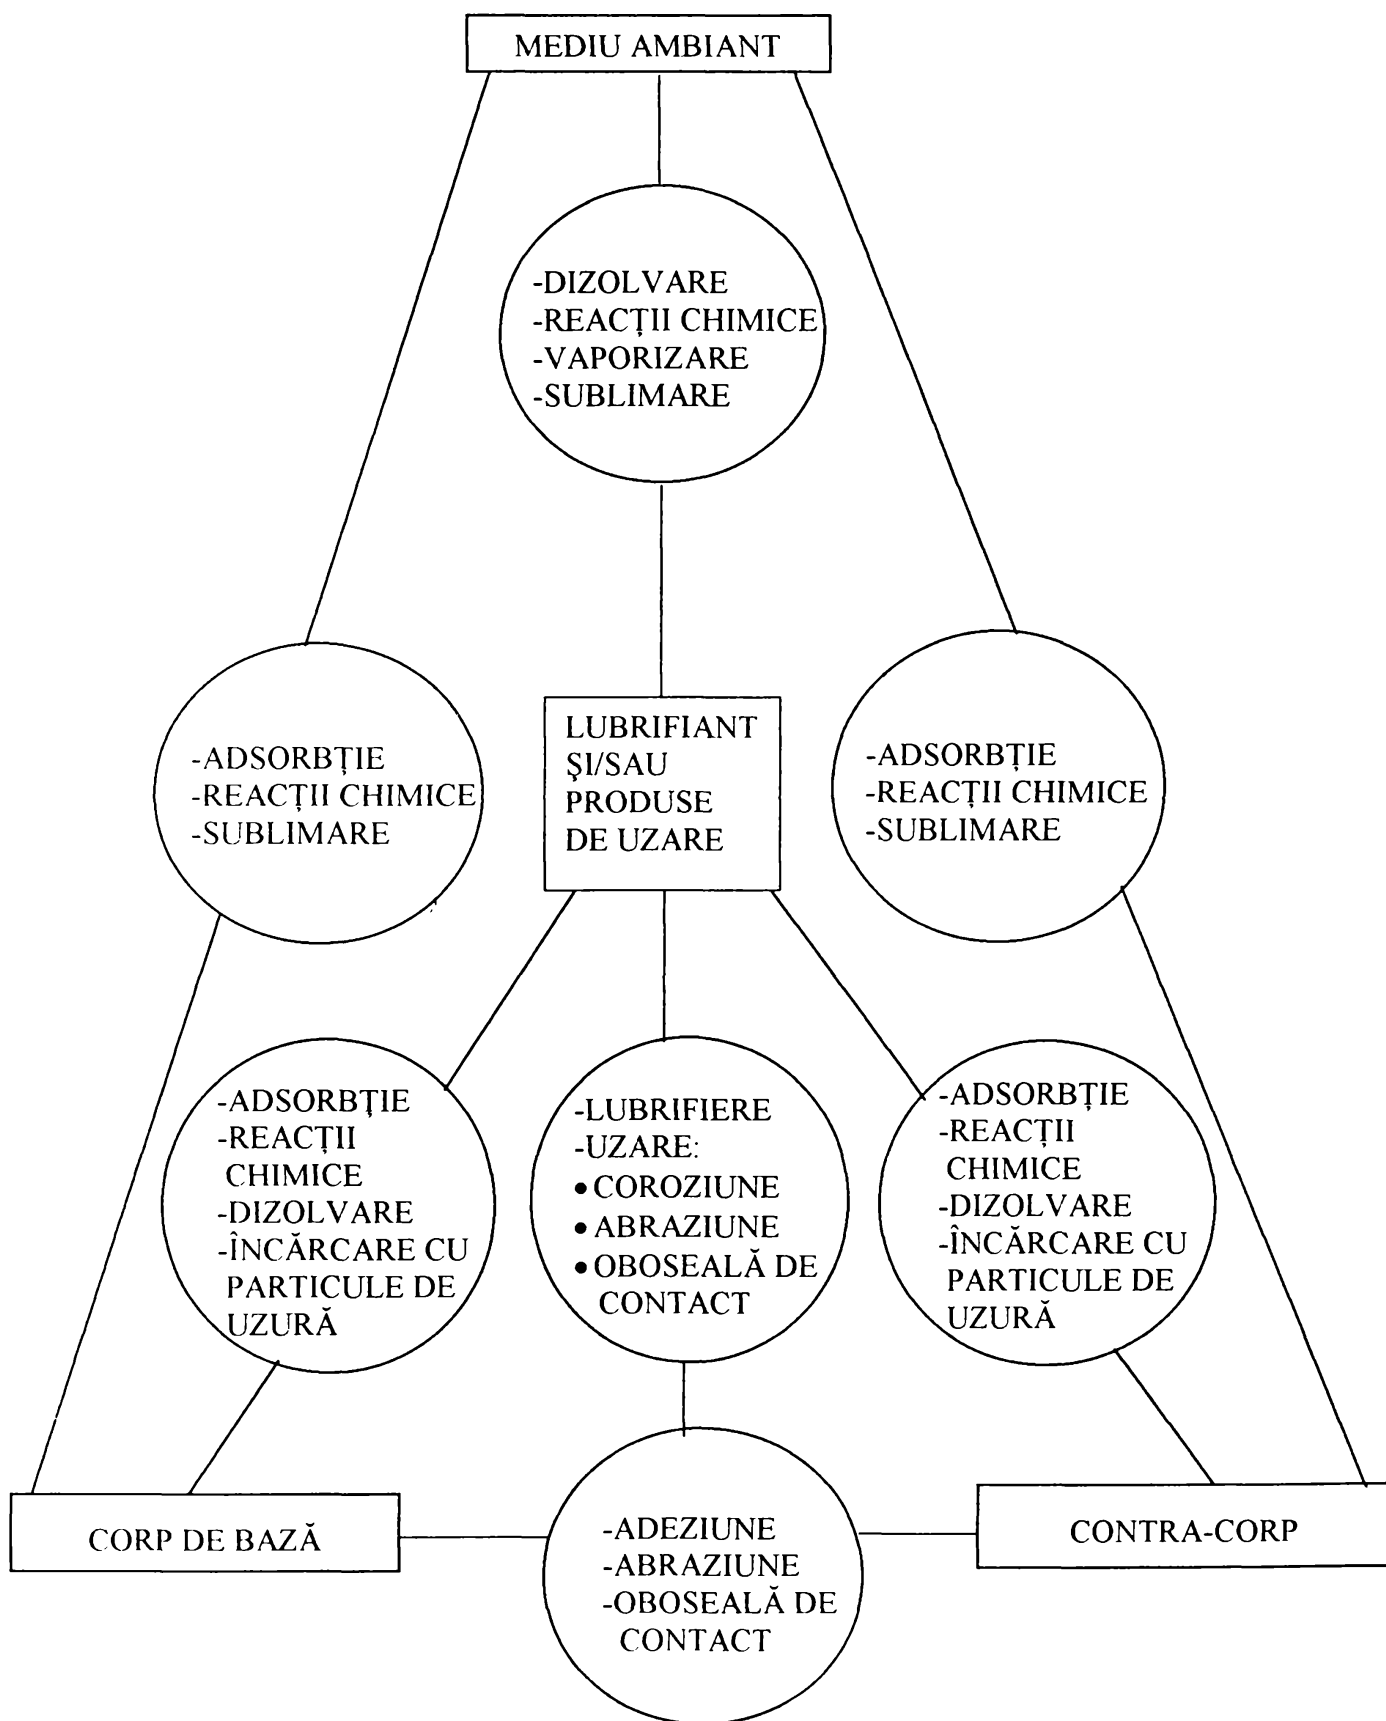 MEDIU AMBIANT
-DIZOLVARE
-REACȚII CHIMICE
-VAPORIZARE
-SUBLIMARE
-ADSORBȚIE
-REACȚII CHIMICE
-SUBLIMARE
LUBRIFIANT
ŞI/SAU
PRODUSE
DE UZARE
-ADSORBȚIE
-REACȚII CHIMICE
-SUBLIMARE
-ADSORBȚIE
-REACȚII
CHIMICE
-DIZOLVARE
-ÎNCĂRCARE CU
PARTICULE DE
UZURĂ
-LUBRIFIERE
-UZARE:
• COROZIUNE
• ABRAZIUNE
• OBOSEALĂ DE
CONTACT
-ADSORBȚIE
-REACȚII
CHIMICE
-DIZOLVARE
-ÎNCĂRCARE CU
PARTICULE DE
UZURĂ
CORP DE BAZĂ
-ADEZIUNE
-ABRAZIUNE
-OBOSEALĂ DE
CONTACT
CONTRA-CORP